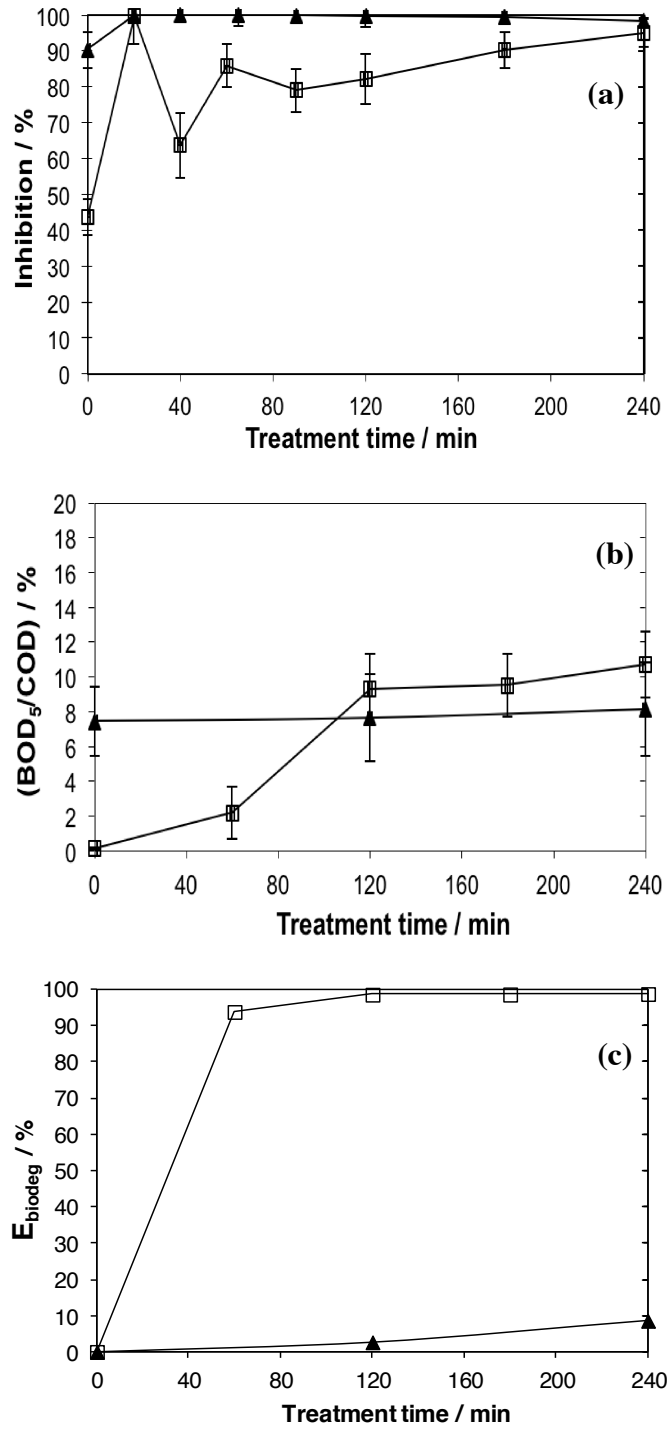 (a)
Inhibition / %
100
90
80
70
60
50
40
30
20
10
0
0 40 80 120 160 200 240
Treatment time / min
(b)
(BOD5/COD) / %
20
18
16
14
12
10
8
6
4
2
0
0 40 80 120 160 200 240
Treatment time / min
(c)
Ebiodeg / %
100
90
80
70
60
50
40
30
20
10
0
0 40 80 120 160 200 240
Treatment time / min